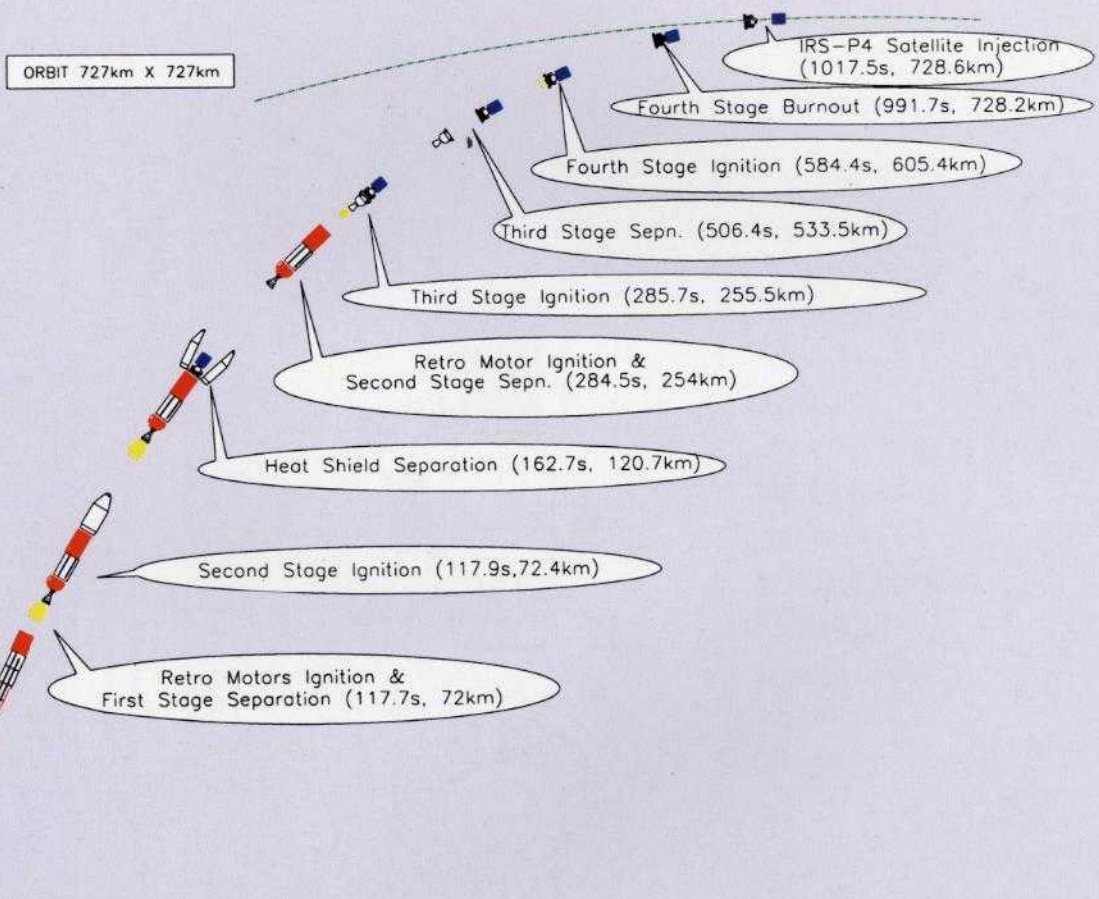 ORBIT 727km X 727km
IRS-P4 Satellite Injection
(1017.5s, 728.6km)
Fourth Stage Burnout (991.7s, 728.2km)
Fourth Stage Ignition (584.4s, 605.4km)
Third Stage Sepn. (506.4s, 533.5km)
Third Stage Ignition (285.7s, 255.5km)
Retro Motor Ignition &
Second Stage Sepn. (284.5s, 254km)
Heat Shield Separation (162.7s, 120.7km)
Second Stage Ignition (117.9s,72.4km)
Retro Motors Ignition &
First Stage Separation (117.7s, 72km)